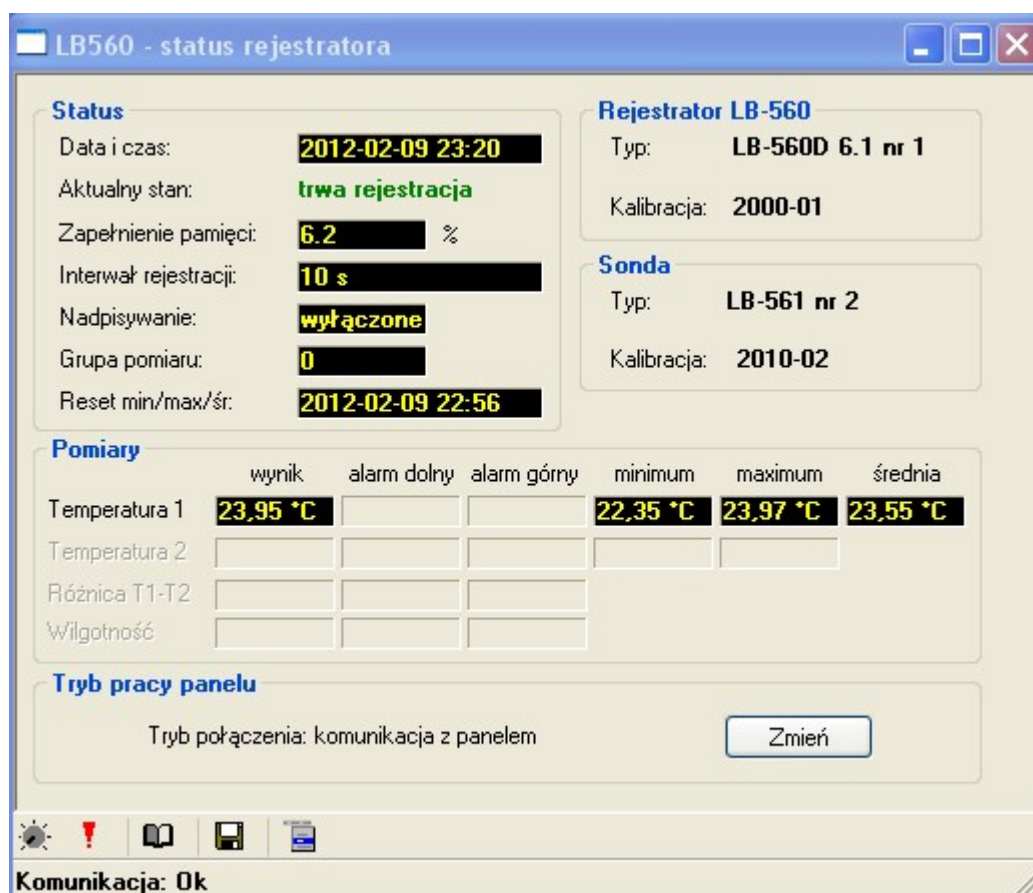 LB560 - status rejestratora
Status
Data i czas: 2012-02-09 23:20
Aktualny stan: trwa rejestracja
Zapełnienie pamięci: 6.2 %
Interwał rejestracji: 10 s
Nadpisywanie: wyłączone
Grupa pomiaru: 0
Reset min/max/śr: 2012-02-09 22:56
Rejestrator LB-560
Typ: LB-560D 6.1 nr 1
Kalibracja: 2000-01
Sonda
Typ: LB-561 nr 2
Kalibracja: 2010-02
Pomiary
wynik alarm dolny alarm górny minimum maximum średnia
Temperatura 1 23,95 °C 22,35 °C 23,97 °C 23,55 °C
Temperatura 2
Różnica T1-T2
Wilgotność
Tryb pracy panelu
Tryb połączenia: komunikacja z panelem Zmień
Komunikacja: Ok